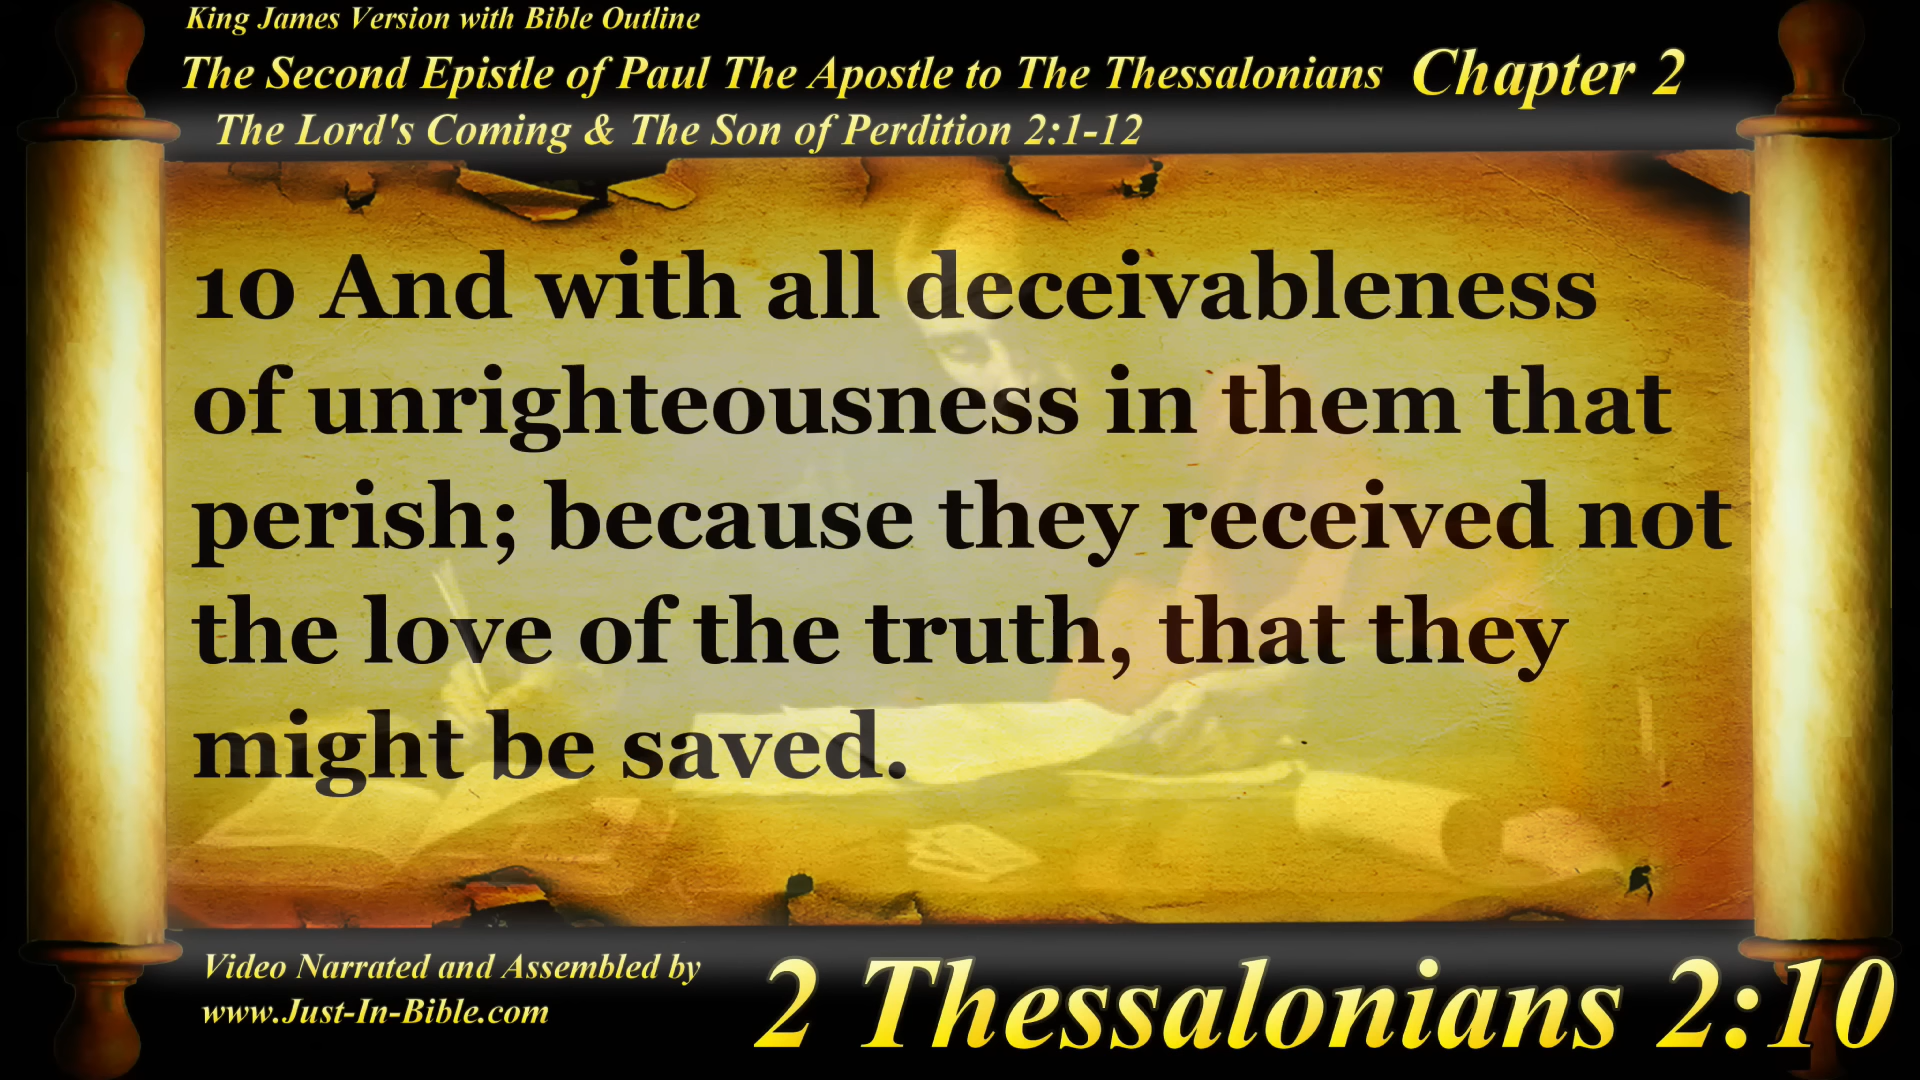 King James Version with Bible Outline
The Second Epistle of Paul The Apostle to The Thessalonians Chapter 2
The Lord's Coming & The Son of Perdition 2:1-12
10 And with all deceivableness
of unrighteousness in them that
perish; because they received not
the love of the truth, that they
might be saved.
Video Narrated and Assembled by
www.Just-In-Bible.com
2 Thessalonians 2:10